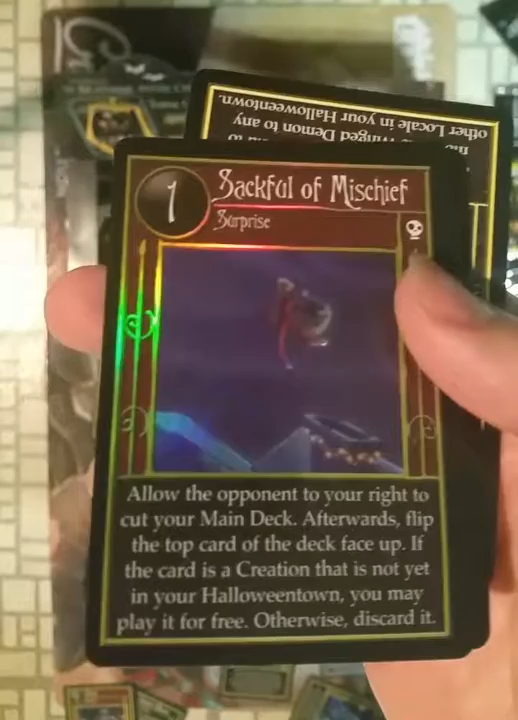 other Locale in your Halloweentown.
Winged Demon to any
1
Sackful of Mischief
Surprise
Allow the opponent to your right to
cut your Main Deck. Afterwards, flip
the top card of the deck face up. If
the card is a Creation that is not yet
in your Halloweentown, you may
play it for free. Otherwise, discard it.